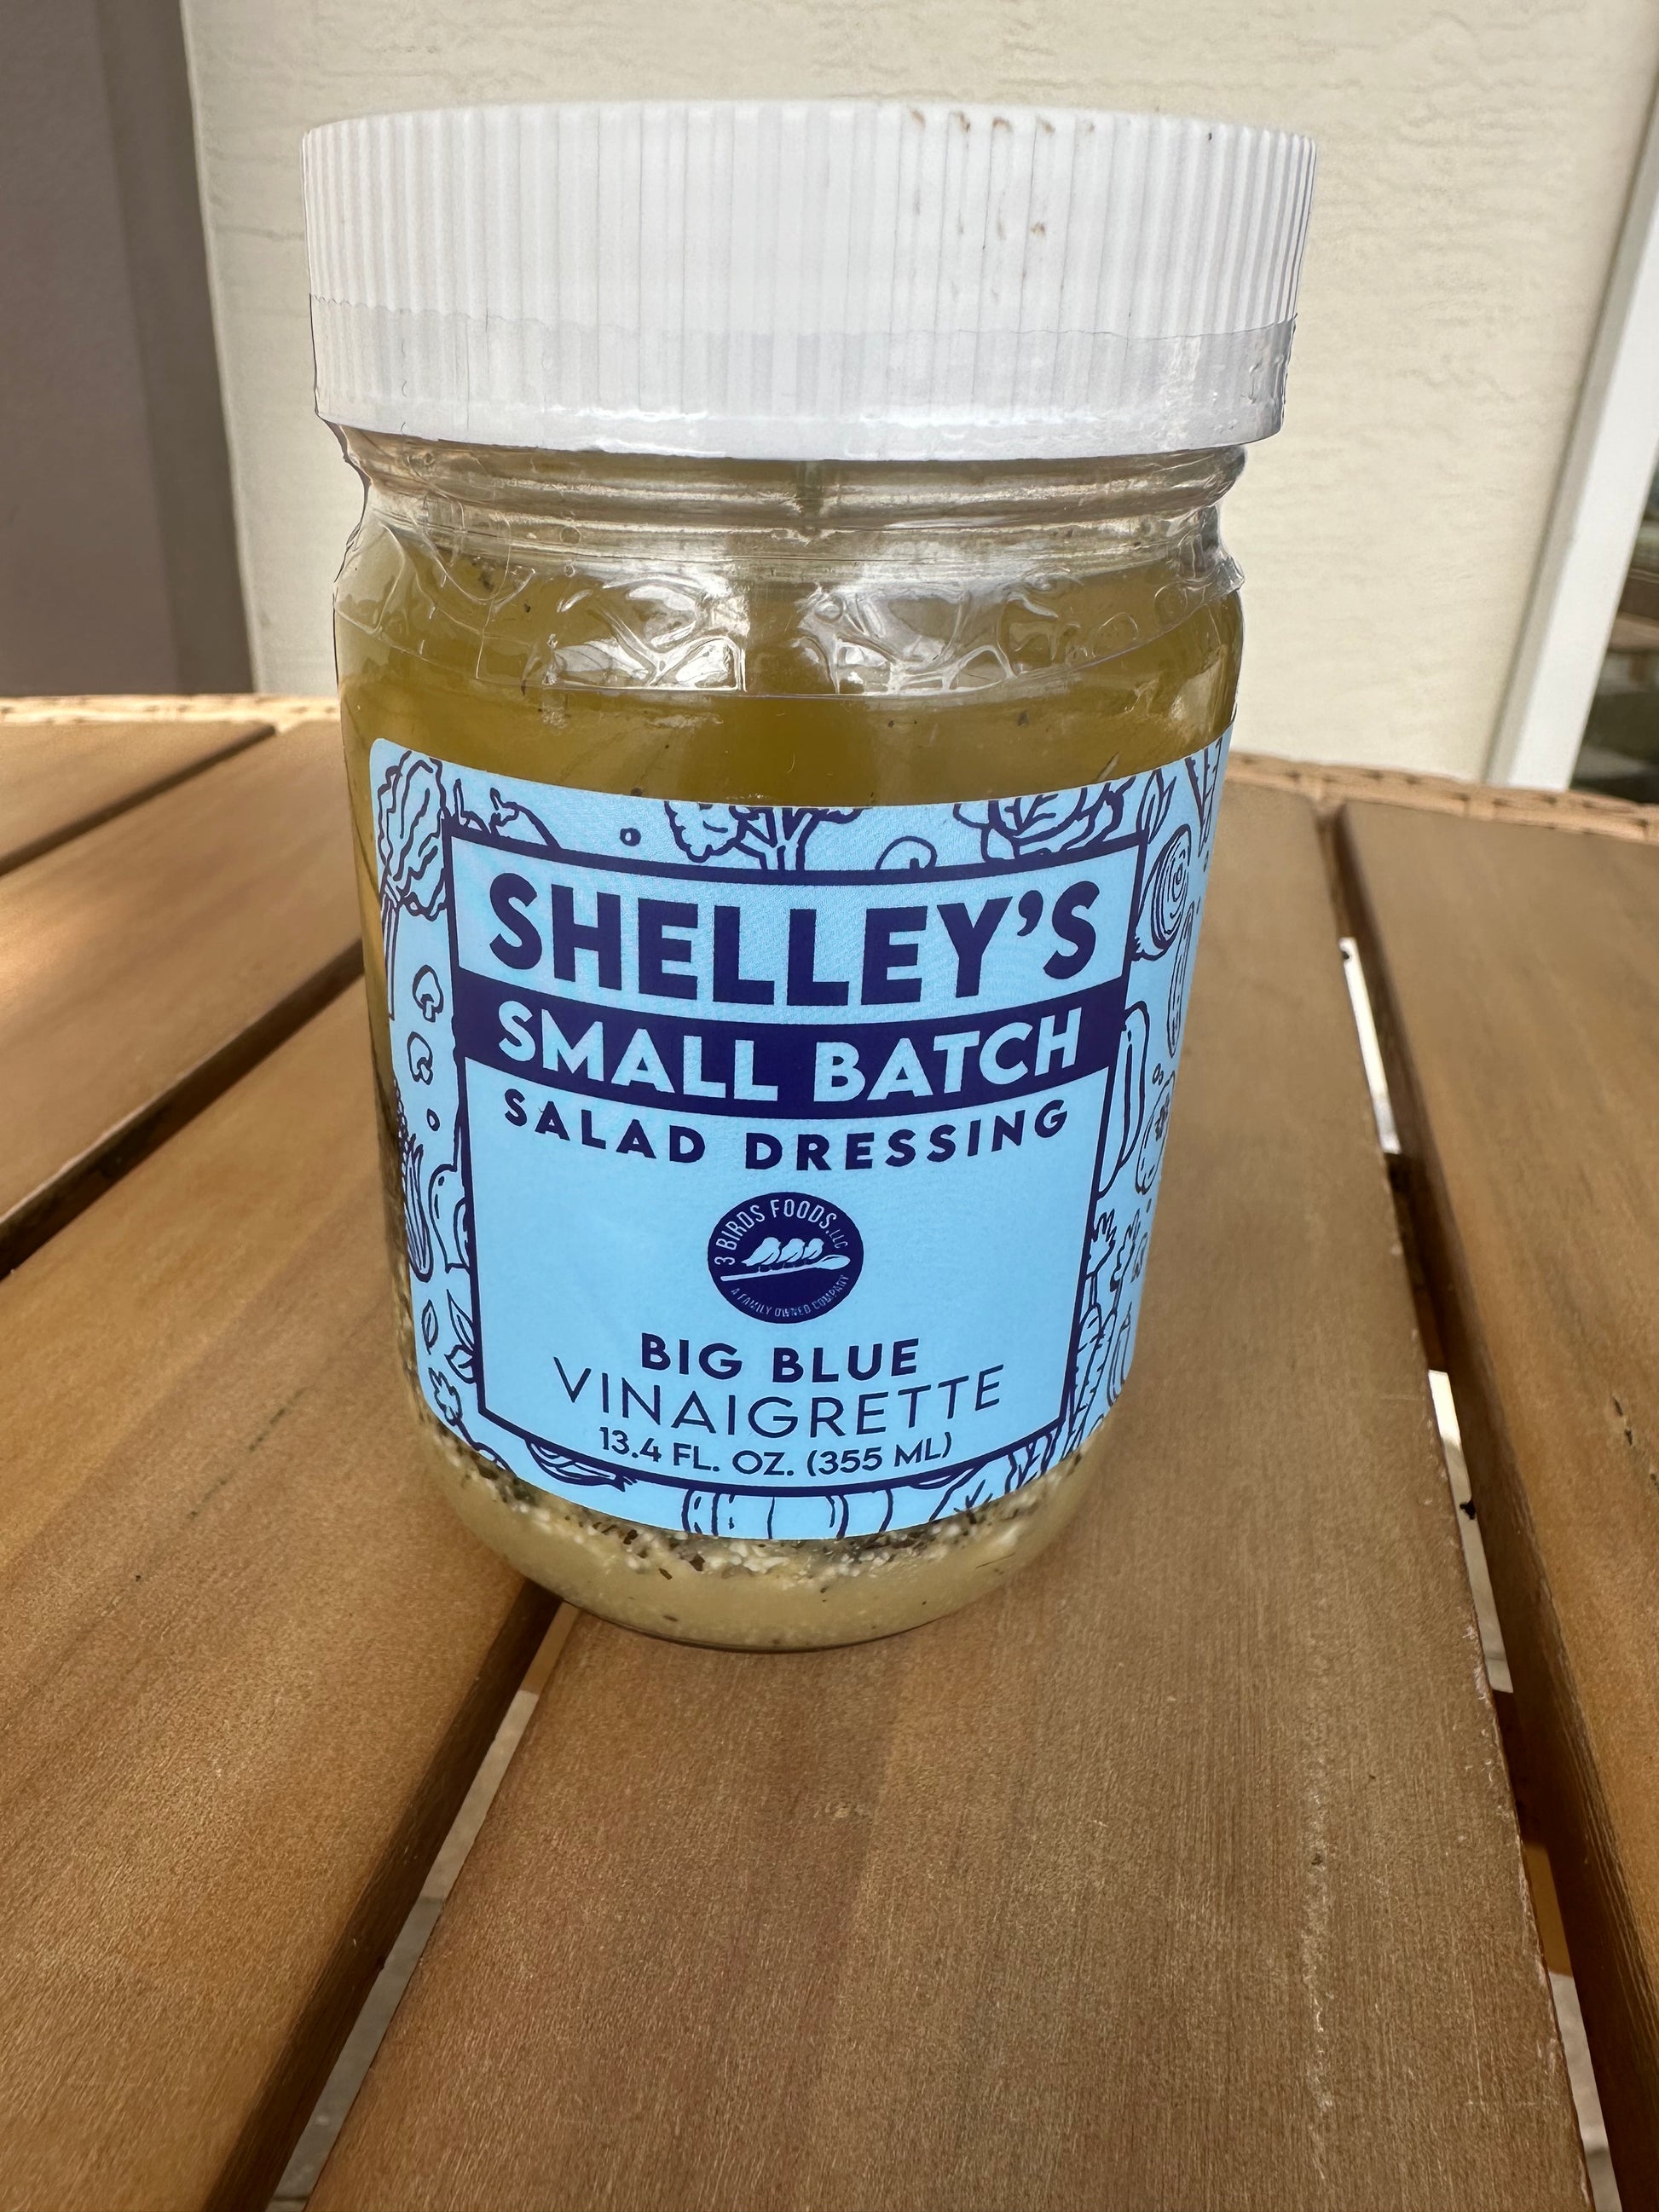 SHELLEY'S
SMALL BATCH
SALAD DRESSING
3 BIRDS FOODS, LLC
A FAMILY OWNED COMPANY
BIG BLUE
VINAIGRETTE
13.4 FL. OZ. (355 ML)